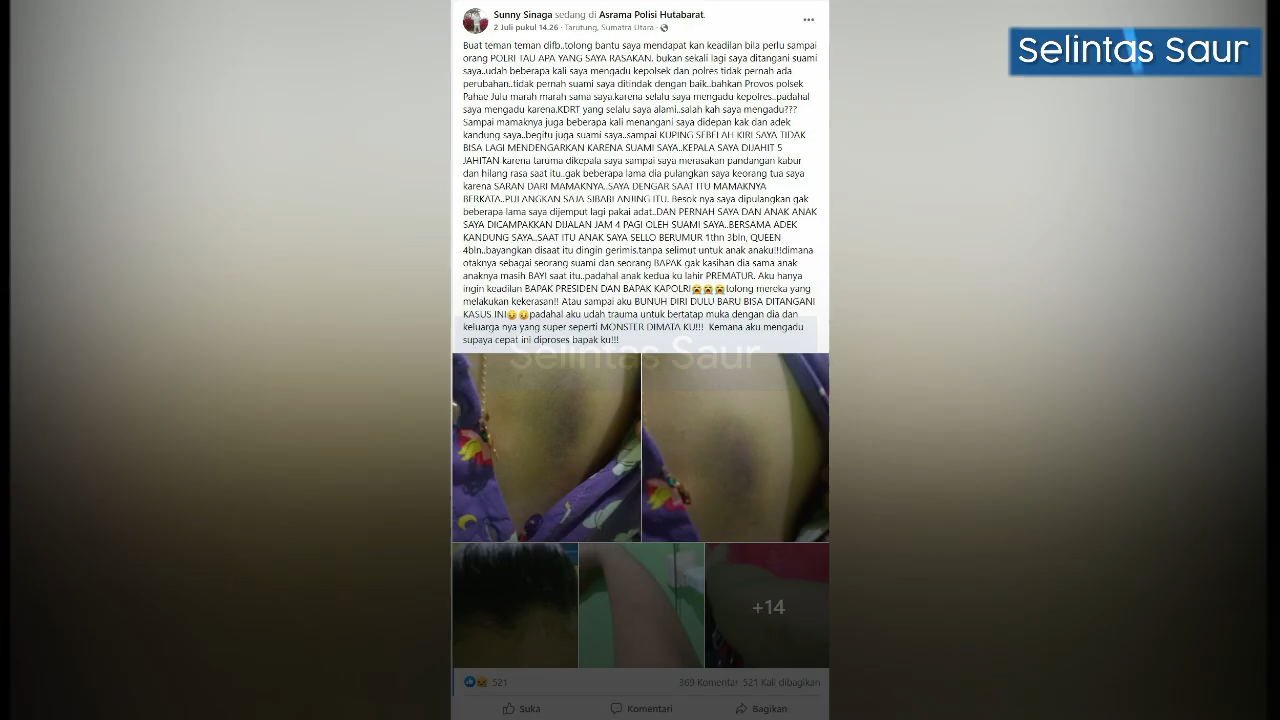 Sunny Sinaga sedang di Asrama Polisi Hutabarat.
2 Juli pukul 14.26 · Tarutung, Sumatra Utara ·
Selintas Saur
Buat teman teman difb..tolong bantu saya mendapat kan keadilan bila perlu sampai
orang POLRI TAU APA YANG SAYA RASAKAN. bukan sekali lagi saya ditangani suami
saya..udah beberapa kali saya mengadu kepolsek dan polres tidak pernah ada
perubahan..tidak pernah suami saya ditindak dengan baik..bahkan Provos polsek
Pahae Julu marah marah sama saya.karena selalu saya mengadu kepolres..padahal
saya mengadu karena.KDRT yang selalu saya alami..salah kah saya mengadu???
Sampai mamaknya juga beberapa kali menangani saya didepan kak dan adek
kandung saya..begitu juga suami saya..sampai KUPING SEBELAH KIRI SAYA TIDAK
BISA LAGI MENDENGARKAN KARENA SUAMI SAYA..KEPALA SAYA DIJAHIT 5
JAHITAN karena taruma dikepala saya sampai saya merasakan pandangan kabur
dan hilang rasa saat itu..gak beberapa lama dia pulangkan saya keorang tua saya
karena SARAN DARI MAMAKNYA..SAYA DENGAR SAAT ITU MAMAKNYA
BERKATA..PULANGKAN SAJA SIBABI ANJING ITU. Besok nya saya dipulangkan gak
beberapa lama saya dijemput lagi pakai adat..DAN PERNAH SAYA DAN ANAK ANAK
SAYA DICAMPAKKAN DIJALAN JAM 4 PAGI OLEH SUAMI SAYA..BERSAMA ADEK
KANDUNG SAYA..SAAT ITU ANAK SAYA SELLO BERUMUR 1thn 3bln, QUEEN
4bln..bayangkan disaat itu dingin gerimis.tanpa selimut untuk anak anaku!!!dimana
otaknya sebagai seorang suami dan seorang BAPAK gak kasihan dia sama anak
anaknya masih BAYI saat itu..padahal anak kedua ku lahir PREMATUR. Aku hanya
ingin keadilan BAPAK PRESIDEN DAN BAPAK KAPOLRI😭😭😭tolong mereka yang
melakukan kekerasan!! Atau sampai aku BUNUH DIRI DULU BARU BISA DITANGANI
KASUS INI😖😖padahal aku udah trauma untuk bertatap muka dengan dia dan
keluarga nya yang super seperti MONSTER DIMATA KU!!! Kemana aku mengadu
supaya cepat ini diproses bapak ku!!!
Selintas Saur
+14
521
369 Komentar 521 Kali dibagikan
Suka Komentari Bagikan